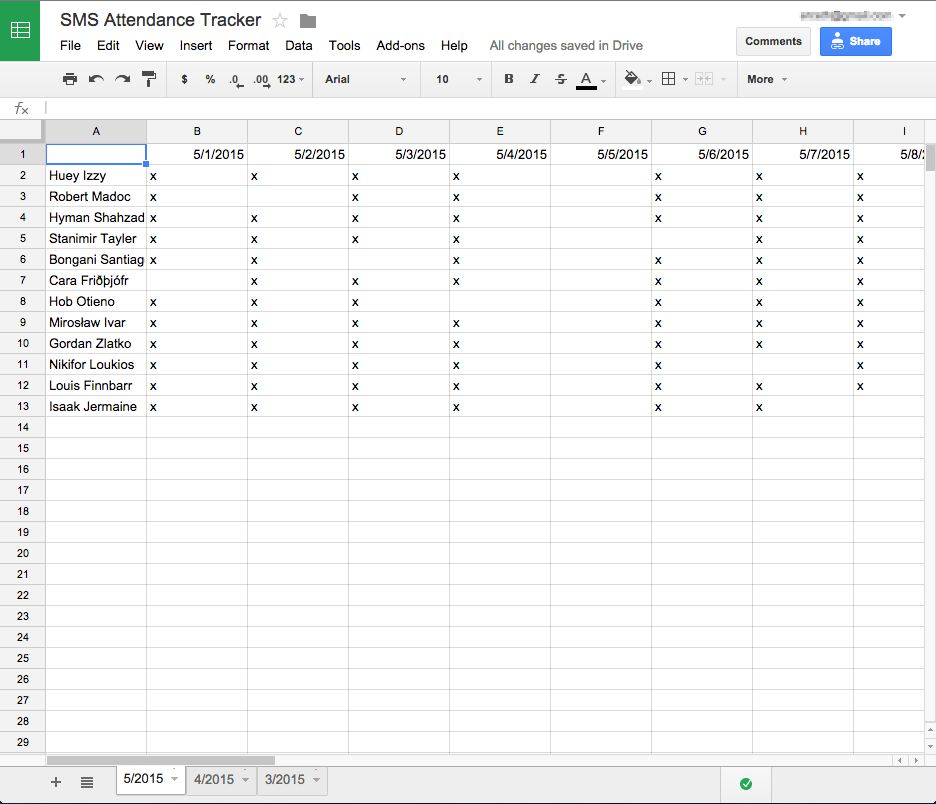 SMS Attendance Tracker
File Edit View Insert Format Data Tools Add-ons Help All changes saved in Drive
Comments Share
$ % .0 .00 123 Arial 10 B I S A More
fx
A B C D E F G H I
1 5/1/2015 5/2/2015 5/3/2015 5/4/2015 5/5/2015 5/6/2015 5/7/2015 5/8/
2 Huey Izzy x x x x x x x
3 Robert Madoc x x x x x x
4 Hyman Shahzad x x x x x x x
5 Stanimir Tayler x x x x x x
6 Bongani Santiag x x x x x x
7 Cara Friðþjófr x x x x x x
8 Hob Otieno x x x x x x
9 Mirosław Ivar x x x x x x x
10 Gordan Zlatko x x x x x x x
11 Nikifor Loukios x x x x x x
12 Louis Finnbarr x x x x x x x
13 Isaak Jermaine x x x x x x
14
15
16
17
18
19
20
21
22
23
24
25
26
27
28
29
5/2015 4/2015 3/2015